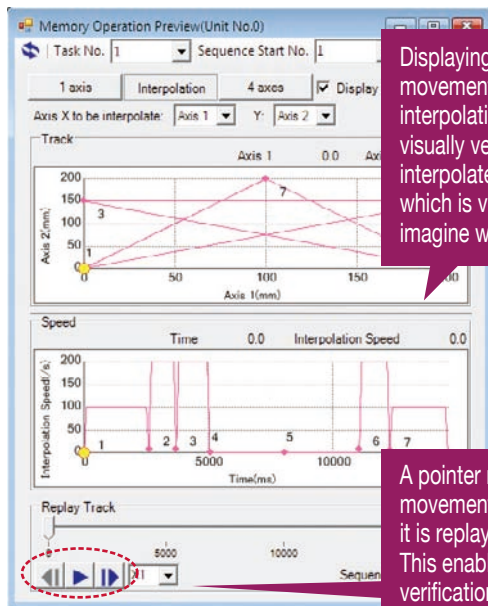 Memory Operation Preview(Unit No.0)
Task No. 1 Sequence Start No. 1
1 axis Interpolation 4 axes Display
Axis X to be interpolate: Axis 1 Y: Axis 2
Displaying
movement
interpolati
visually ve
interpolate
which is v
imagine w
Track
Axis 1 0.0 Axi
200
150
100
50
0
Axis 2(mm)
3
7
1
50 100 150 00
Axis 1(mm)
Speed
Time 0.0 Interpolation Speed 0.0
200
150
100
50
0
Interpolation Speed(/s)
1 2 3 4 5 6 7
5000 10000
Time(ms)
Replay Track
0 5000 10000
Sequen
A pointer
movement
it is replay
This enab
verification